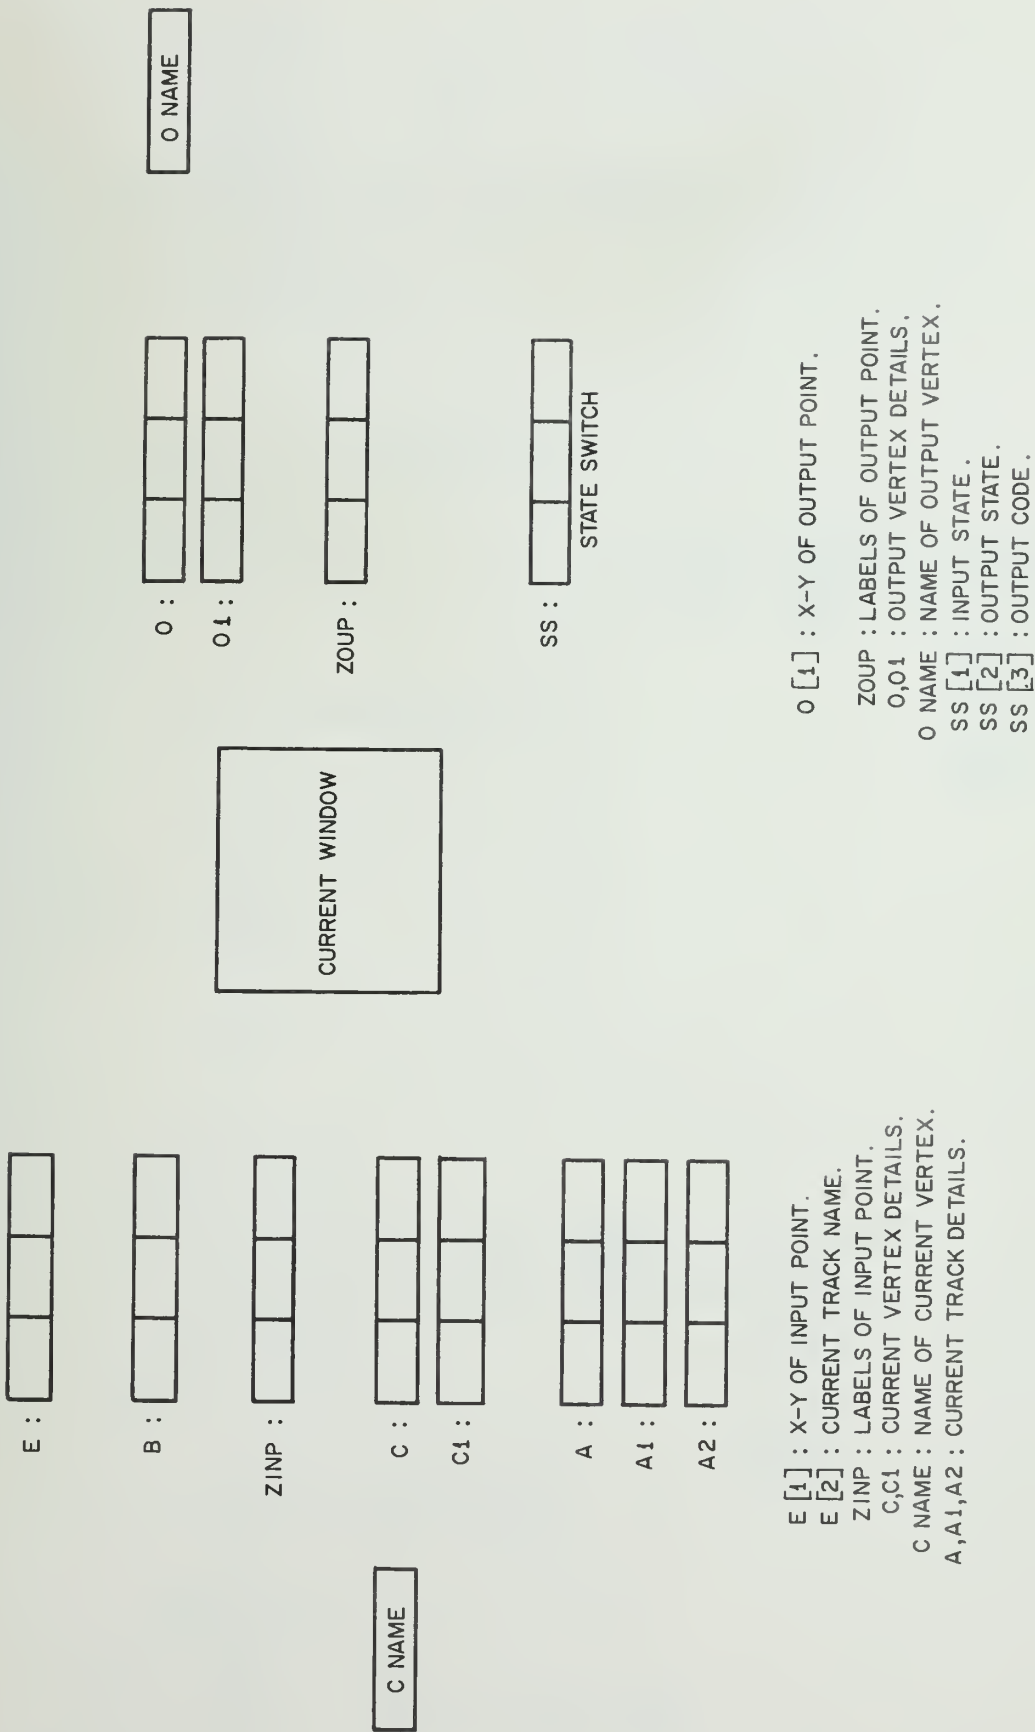 E :
B :
ZINP :
C NAME
C :
C1 :
A :
A1 :
A2 :
CURRENT WINDOW
O NAME
O :
O1 :
ZOUP :
SS :
STATE SWITCH
E [1] : X-Y OF INPUT POINT.
E [2] : CURRENT TRACK NAME.
ZINP : LABELS OF INPUT POINT.
C,C1 : CURRENT VERTEX DETAILS.
C NAME : NAME OF CURRENT VERTEX.
A,A1,A2 : CURRENT TRACK DETAILS.
O [1] : X-Y OF OUTPUT POINT.
ZOUP : LABELS OF OUTPUT POINT.
O,O1 : OUTPUT VERTEX DETAILS.
O NAME : NAME OF OUTPUT VERTEX.
SS [1] : INPUT STATE.
SS [2] : OUTPUT STATE.
SS [3] : OUTPUT CODE.